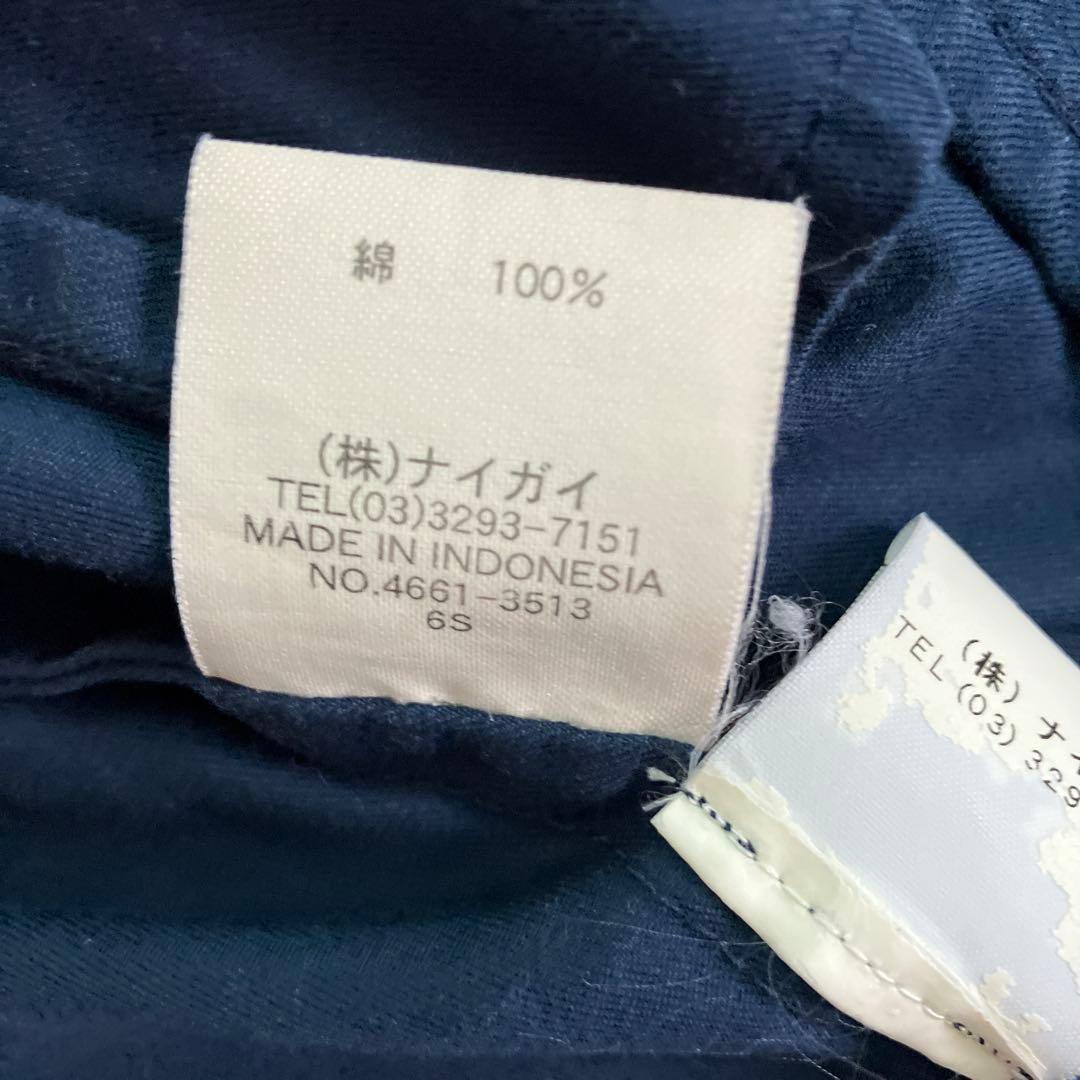 綿 100%
(株)ナイガイ
TEL(03)3293-7151
MADE IN INDONESIA
NO.4661-3513
6S
(株) ナイ
TEL (03) 329